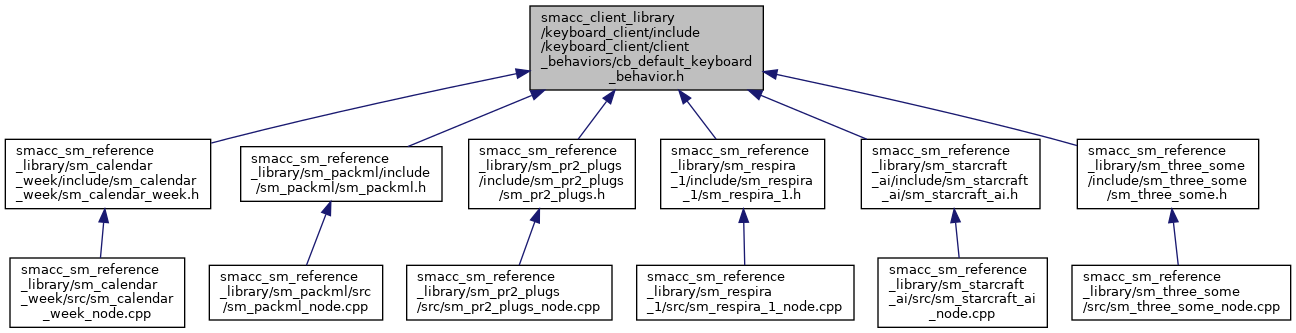 smacc_client_library
/keyboard_client/include
/keyboard_client/client
_behaviors/cb_default_keyboard
_behavior.h
smacc_sm_reference
_library/sm_calendar
_week/include/sm_calendar
_week/sm_calendar_week.h
smacc_sm_reference
_library/sm_packml/include
/sm_packml/sm_packml.h
smacc_sm_reference
_library/sm_pr2_plugs
/include/sm_pr2_plugs
/sm_pr2_plugs.h
smacc_sm_reference
_library/sm_respira
_1/include/sm_respira
_1/sm_respira_1.h
smacc_sm_reference
_library/sm_starcraft
_ai/include/sm_starcraft
_ai/sm_starcraft_ai.h
smacc_sm_reference
_library/sm_three_some
/include/sm_three_some
/sm_three_some.h
smacc_sm_reference
_library/sm_calendar
_week/src/sm_calendar
_week_node.cpp
smacc_sm_reference
_library/sm_packml/src
/sm_packml_node.cpp
smacc_sm_reference
_library/sm_pr2_plugs
/src/sm_pr2_plugs_node.cpp
smacc_sm_reference
_library/sm_respira
_1/src/sm_respira_1_node.cpp
smacc_sm_reference
_library/sm_starcraft
_ai/src/sm_starcraft_ai
_node.cpp
smacc_sm_reference
_library/sm_three_some
/src/sm_three_some_node.cpp